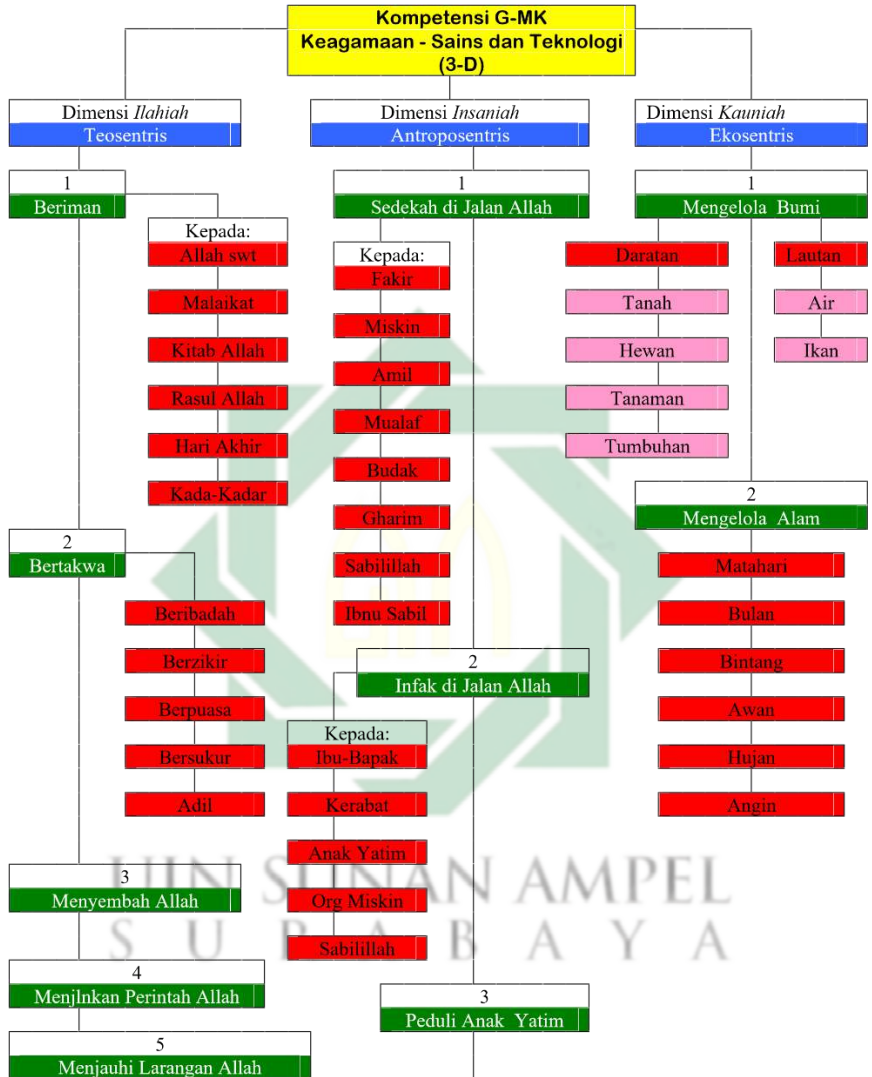 Kompetensi G-MK
Keagamaan - Sains dan Teknologi
(3-D)
Dimensi Ilahiah
Teosentris
1
Beriman
Kepada:
Allah swt
Malaikat
Kitab Allah
Rasul Allah
Hari Akhir
Kada-Kadar
2
Bertakwa
Beribadah
Berzikir
Berpuasa
Bersukur
Adil
3
Menyembah Allah
4
Menjlnkan Perintah Allah
5
Menjauhi Larangan Allah
Dimensi Insaniah
Antroposentris
1
Sedekah di Jalan Allah
Kepada:
Fakir
Miskin
Amil
Mualaf
Budak
Gharim
Sabilillah
Ibnu Sabil
2
Infak di Jalan Allah
Kepada:
Ibu-Bapak
Kerabat
Anak Yatim
Org Miskin
Sabilillah
3
Peduli Anak Yatim
Dimensi Kauniah
Ekosentris
1
Mengelola Bumi
Daratan
Tanah
Hewan
Tanaman
Tumbuhan
Lautan
Air
Ikan
2
Mengelola Alam
Matahari
Bulan
Bintang
Awan
Hujan
Angin
UIN SUNAN AMPEL
SURABAYA